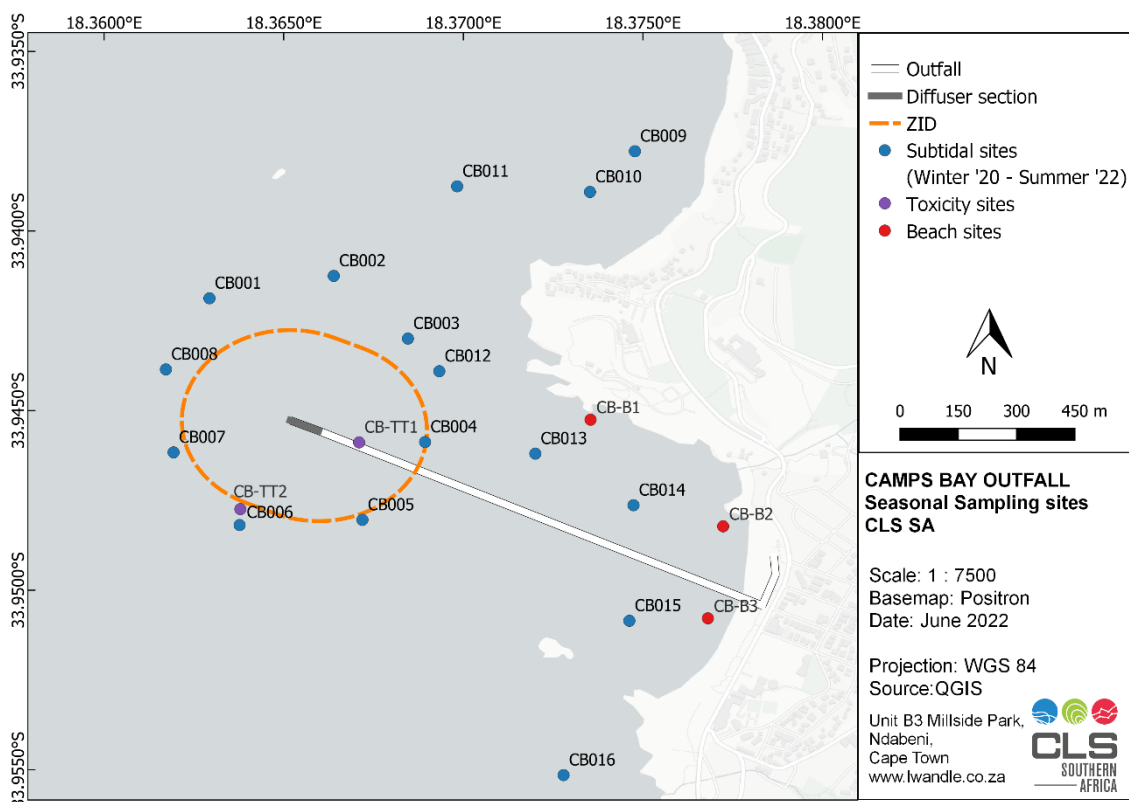 18.3600°E
18.3650°E
18.3700°E
18.3750°E
18.3800°E
33.9350°S
33.9400°S
33.9450°S
33.9500°S
33.9550°S
CB009
CB010
CB011
CB002
CB001
CB003
CB012
CB008
CB-B1
CB-TT1
CB004
CB007
CB013
CB-TT2
CB006
CB005
CB014
CB-B2
CB015
CB-B3
CB016
Outfall
Diffuser section
ZID
Subtidal sites
(Winter '20 - Summer '22)
Toxicity sites
Beach sites
N
0 150 300 450 m
CAMPS BAY OUTFALL
Seasonal Sampling sites
CLS SA
Scale: 1 : 7500
Basemap: Positron
Date: June 2022
Projection: WGS 84
Source:QGIS
Unit B3 Millside Park,
Ndabeni,
Cape Town
www.lwandle.co.za
CLS
SOUTHERN
AFRICA